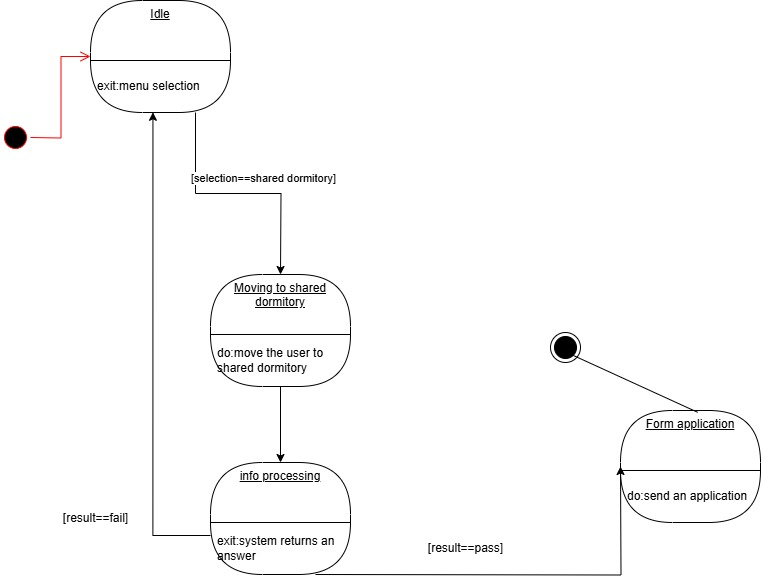 Idle
exit:menu selection
[selection==shared dormitory]
Moving to shared
dormitory
do:move the user to
shared dormitory
Form application
do:send an application
info processing
exit:system returns an
answer
[result==fail]
[result==pass]